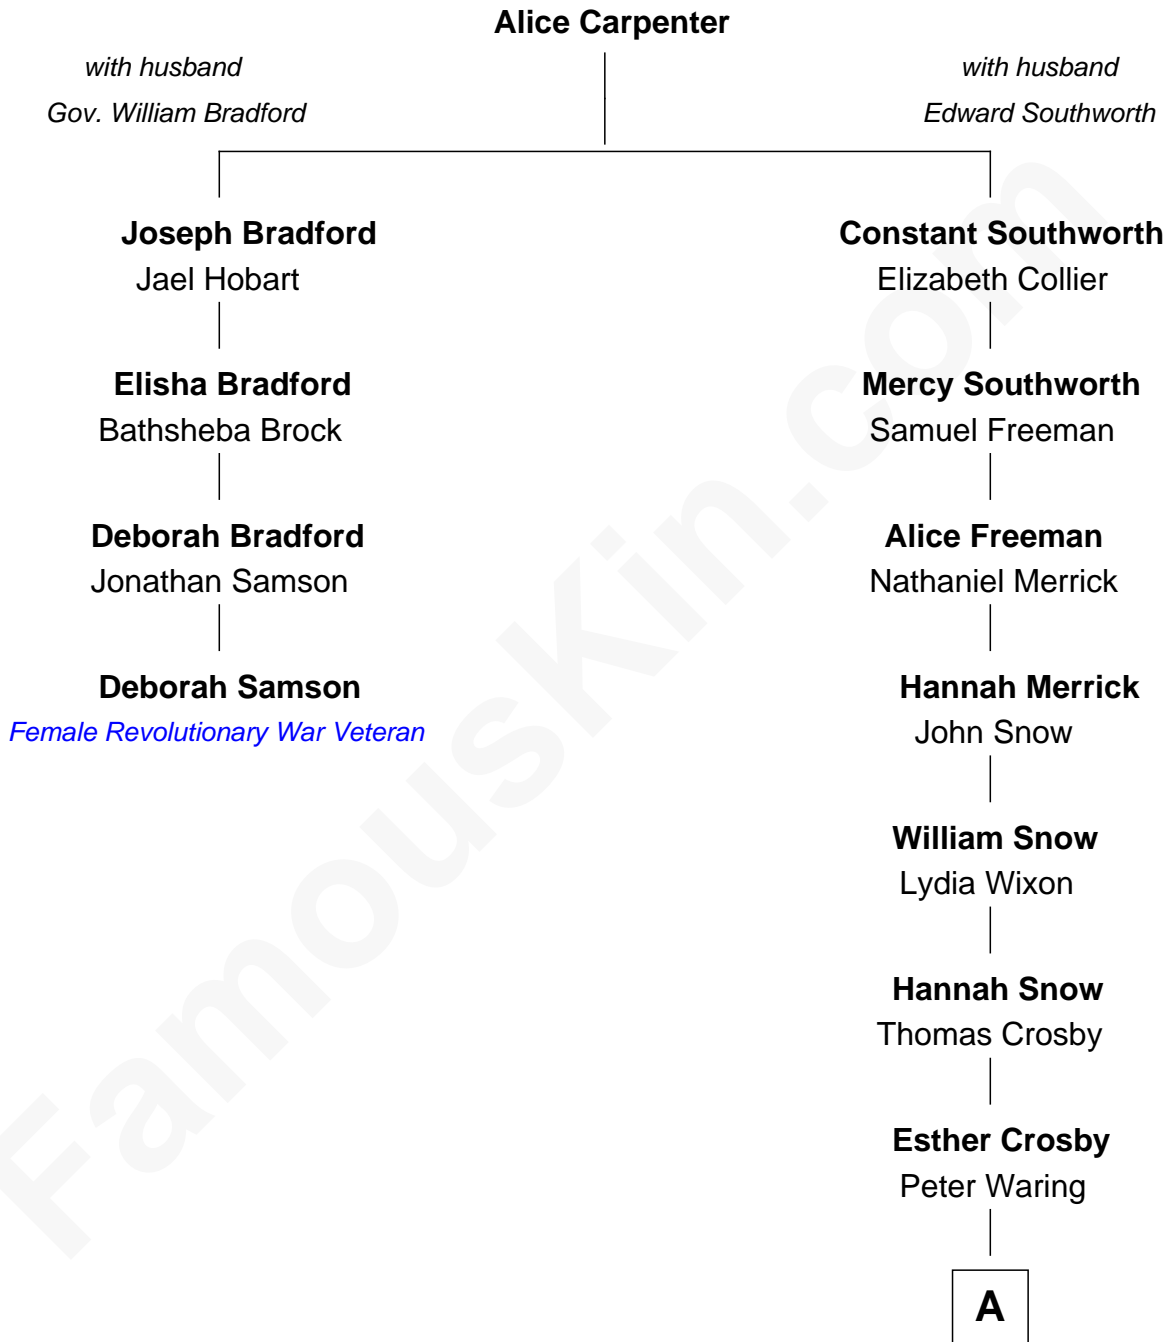 Alice Carpenter
with husband
Gov. William Bradford
with husband
Edward Southworth
Joseph Bradford
Jael Hobart
Constant Southworth
Elizabeth Collier
Elisha Bradford
Bathsheba Brock
Mercy Southworth
Samuel Freeman
Deborah Bradford
Jonathan Samson
Alice Freeman
Nathaniel Merrick
Deborah Samson
Female Revolutionary War Veteran
Hannah Merrick
John Snow
William Snow
Lydia Wixon
Hannah Snow
Thomas Crosby
Esther Crosby
Peter Waring
A
FamousKin.com